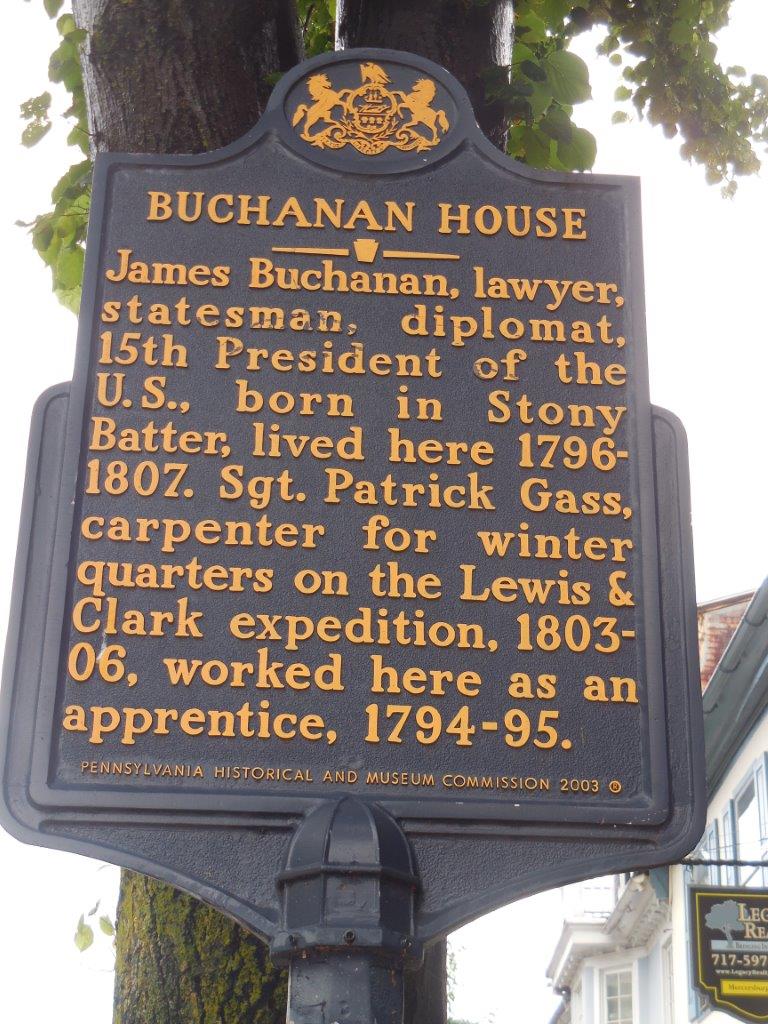 BUCHANAN HOUSE
James Buchanan, lawyer,
statesman, diplomat,
15th President of the
U.S., born in Stony
Batter, lived here 1796-
1807. Sgt. Patrick Gass,
carpenter for winter
quarters on the Lewis &
Clark expedition, 1803-
06, worked here as an
apprentice, 1794-95.
PENNSYLVANIA HISTORICAL AND MUSEUM COMMISSION 2003 ®
717-597